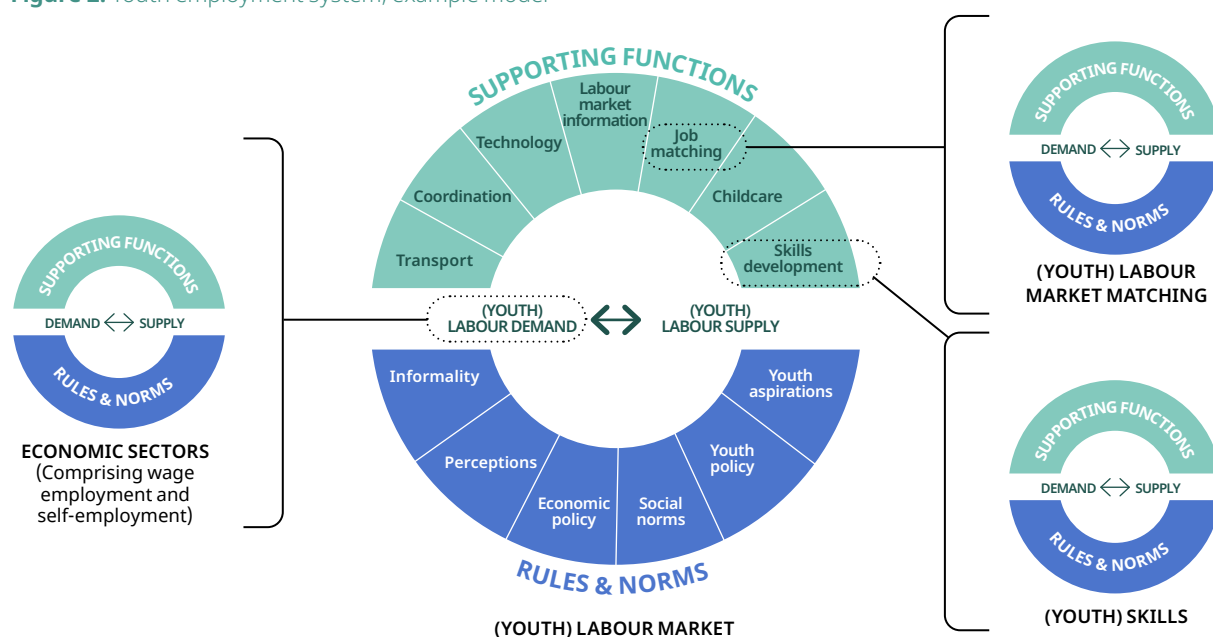 Figure 2. Youth employment system, example model
SUPPORTING FUNCTIONS
Labour
market
information
Technology
Job
matching
Coordination
Childcare
Transport
Skills
development
(YOUTH)
LABOUR DEMAND
(YOUTH)
LABOUR SUPPLY
Informality
Youth
aspirations
Perceptions
Youth
policy
Economic
policy
Social
norms
RULES & NORMS
(YOUTH) LABOUR MARKET
SUPPORTING FUNCTIONS
DEMAND SUPPLY
RULES & NORMS
ECONOMIC SECTORS
(Comprising wage
employment and
self-employment)
SUPPORTING FUNCTIONS
DEMAND SUPPLY
RULES & NORMS
(YOUTH) LABOUR
MARKET MATCHING
SUPPORTING FUNCTIONS
DEMAND SUPPLY
RULES & NORMS
(YOUTH) SKILLS